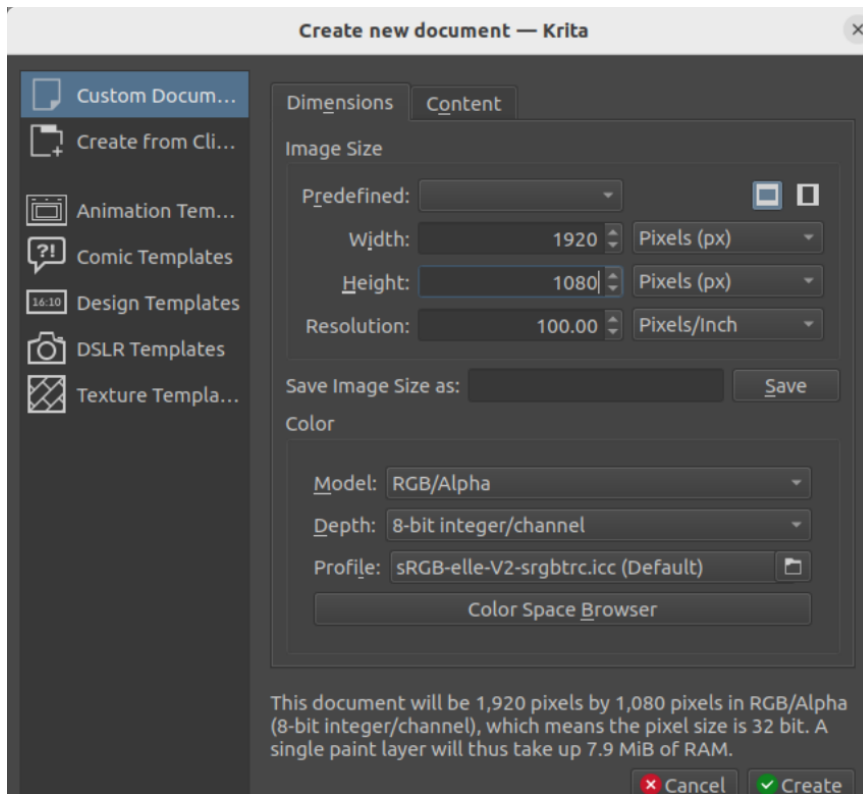 Create new document — Krita
Custom Docum...
Create from Cli...
Animation Tem...
Comic Templates
16:10 Design Templates
DSLR Templates
Texture Templa...
Dimensions Content
Image Size
Predefined:
Width: 1920 Pixels (px)
Height: 1080 Pixels (px)
Resolution: 100.00 Pixels/Inch
Save Image Size as: Save
Color
Model: RGB/Alpha
Depth: 8-bit integer/channel
Profile: sRGB-elle-V2-srgbtrc.icc (Default)
Color Space Browser
This document will be 1,920 pixels by 1,080 pixels in RGB/Alpha
(8-bit integer/channel), which means the pixel size is 32 bit. A
single paint layer will thus take up 7.9 MiB of RAM.
Cancel Create